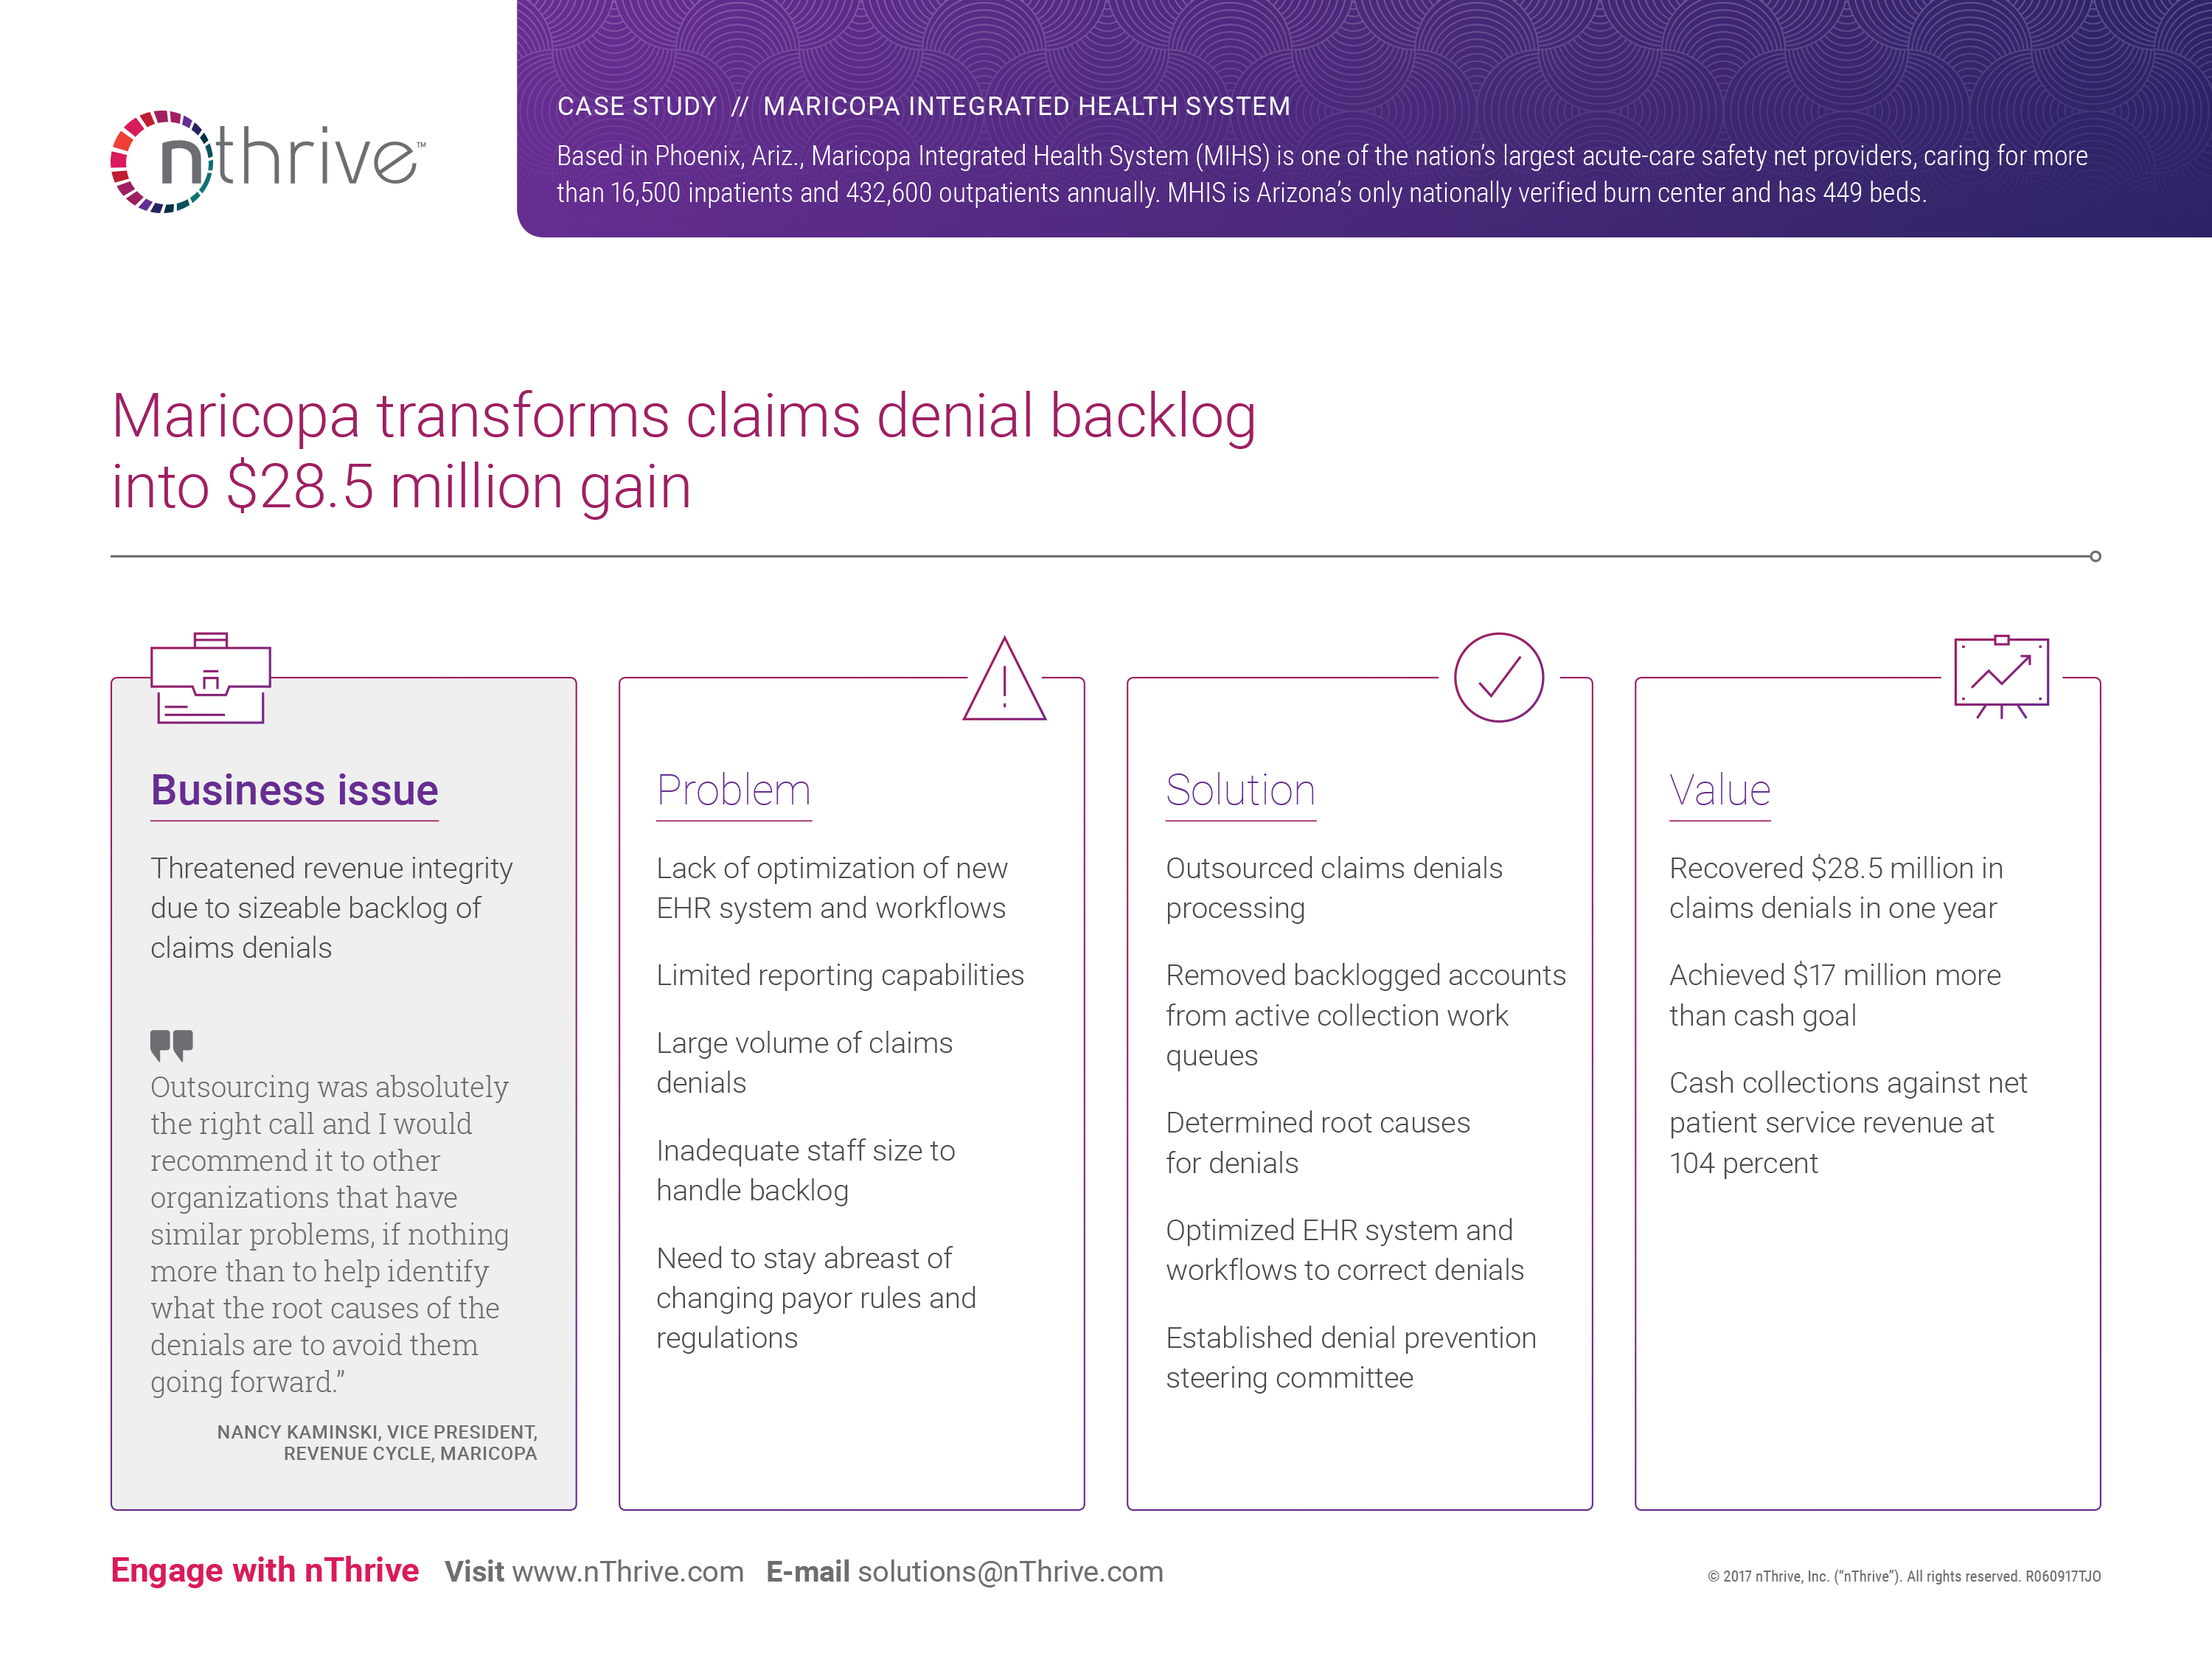 nthrive™
CASE STUDY // MARICOPA INTEGRATED HEALTH SYSTEM
Based in Phoenix, Ariz., Maricopa Integrated Health System (MIHS) is one of the nation’s largest acute-care safety net providers, caring for more
than 16,500 inpatients and 432,600 outpatients annually. MHIS is Arizona’s only nationally verified burn center and has 449 beds.
Maricopa transforms claims denial backlog
into $28.5 million gain
n
Business issue
Threatened revenue integrity
due to sizeable backlog of
claims denials
Outsourcing was absolutely
the right call and I would
recommend it to other
organizations that have
similar problems, if nothing
more than to help identify
what the root causes of the
denials are to avoid them
going forward.”
NANCY KAMINSKI, VICE PRESIDENT,
REVENUE CYCLE, MARICOPA
Problem
Lack of optimization of new
EHR system and workflows
Limited reporting capabilities
Large volume of claims
denials
Inadequate staff size to
handle backlog
Need to stay abreast of
changing payor rules and
regulations
Solution
Outsourced claims denials
processing
Removed backlogged accounts
from active collection work
queues
Determined root causes
for denials
Optimized EHR system and
workflows to correct denials
Established denial prevention
steering committee
Value
Recovered $28.5 million in
claims denials in one year
Achieved $17 million more
than cash goal
Cash collections against net
patient service revenue at
104 percent
Engage with nThrive Visit www.nThrive.com E-mail solutions@nThrive.com
© 2017 nThrive, Inc. (“nThrive”). All rights reserved. R060917TJO